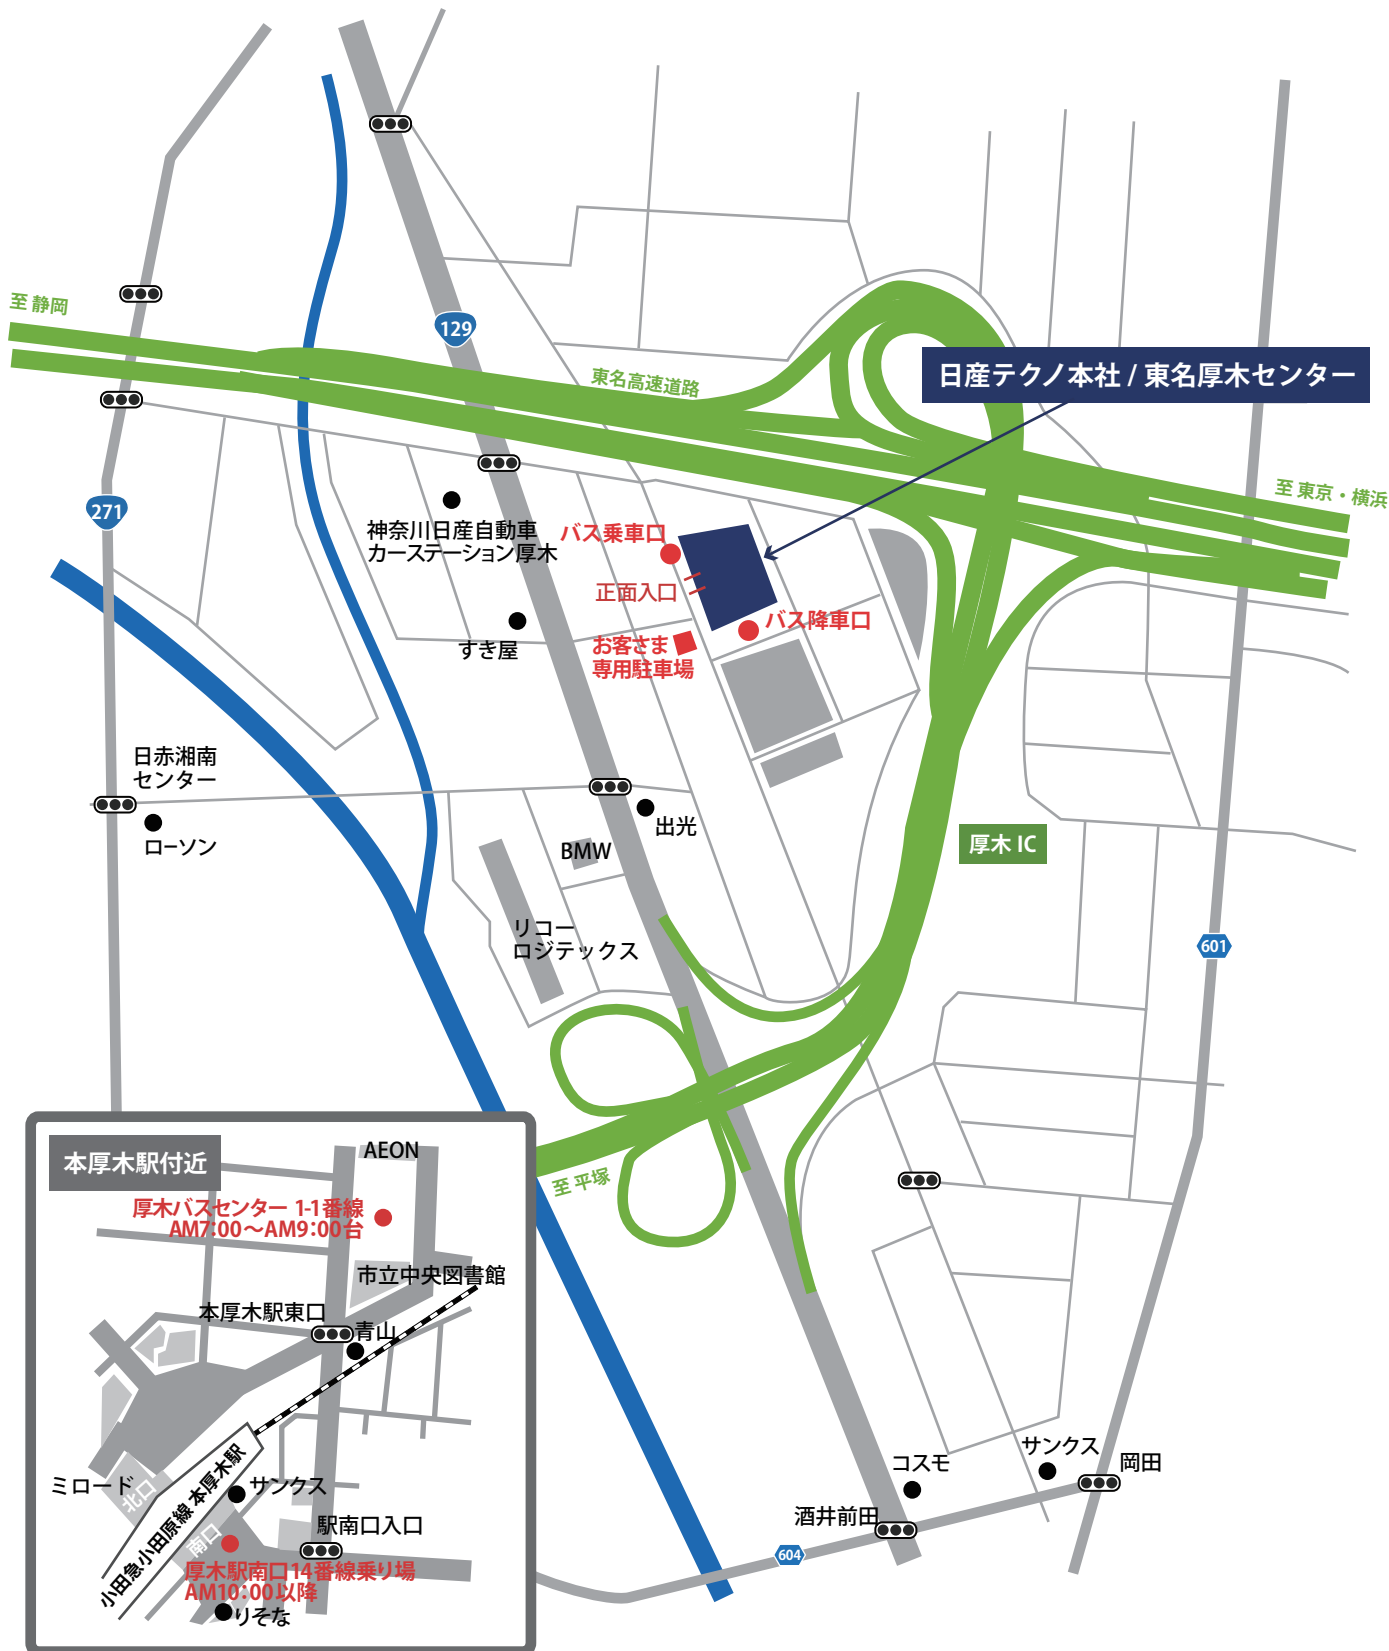 至 静岡
129
東名高速道路
日産テクノ本社 / 東名厚木センター
至 東京・横浜
271
神奈川日産自動車
カーステーション厚木
バス乗車口
正面入口
バス降車口
すき屋
お客さま
専用駐車場
日赤湘南
センター
ローソン
出光
BMW
厚木 IC
リコー
ロジテックス
601
至 平塚
本厚木駅付近
AEON
厚木バスセンター 1-1番線
AM7:00～AM9:00台
市立中央図書館
本厚木駅東口
青山
ミロード
北口
小田急小田原線 本厚木駅
サンクス
南口
駅南口入口
厚木駅南口14番線乗り場
AM10:00以降
りそな
コスモ
サンクス
岡田
酒井前田
604